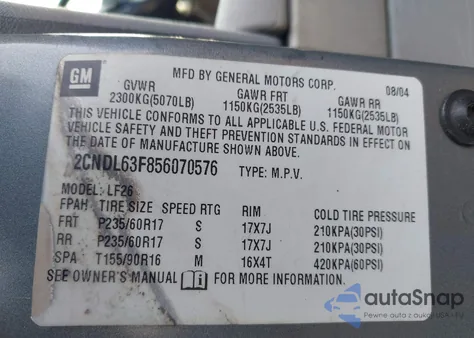 GM
MFD BY GENERAL MOTORS CORP. 08/04
GVWR GAWR FRT GAWR RR
2300KG(5070LB) 1150KG(2535LB) 1150KG(2535LB)
THIS VEHICLE CONFORMS TO ALL APPLICABLE U.S. FEDERAL MOTOR
VEHICLE SAFETY AND THEFT PREVENTION STANDARDS IN EFFECT ON
THE DATE OF MANUFACTURE SHOWN ABOVE.
2CNDL63F856070576 TYPE: M.P.V.
MODEL: LF26
FPAH TIRE SIZE SPEED RTG RIM COLD TIRE PRESSURE
FRT P235/60R17 S 17X7J 210KPA(30PSI)
RR P235/60R17 S 17X7J 210KPA(30PSI)
SPA T155/90R16 M 16X4T 420KPA(60PSI)
SEE OWNER'S MANUAL FOR MORE INFORMATION.
autoSnap
Pewne auta z aukcji USA